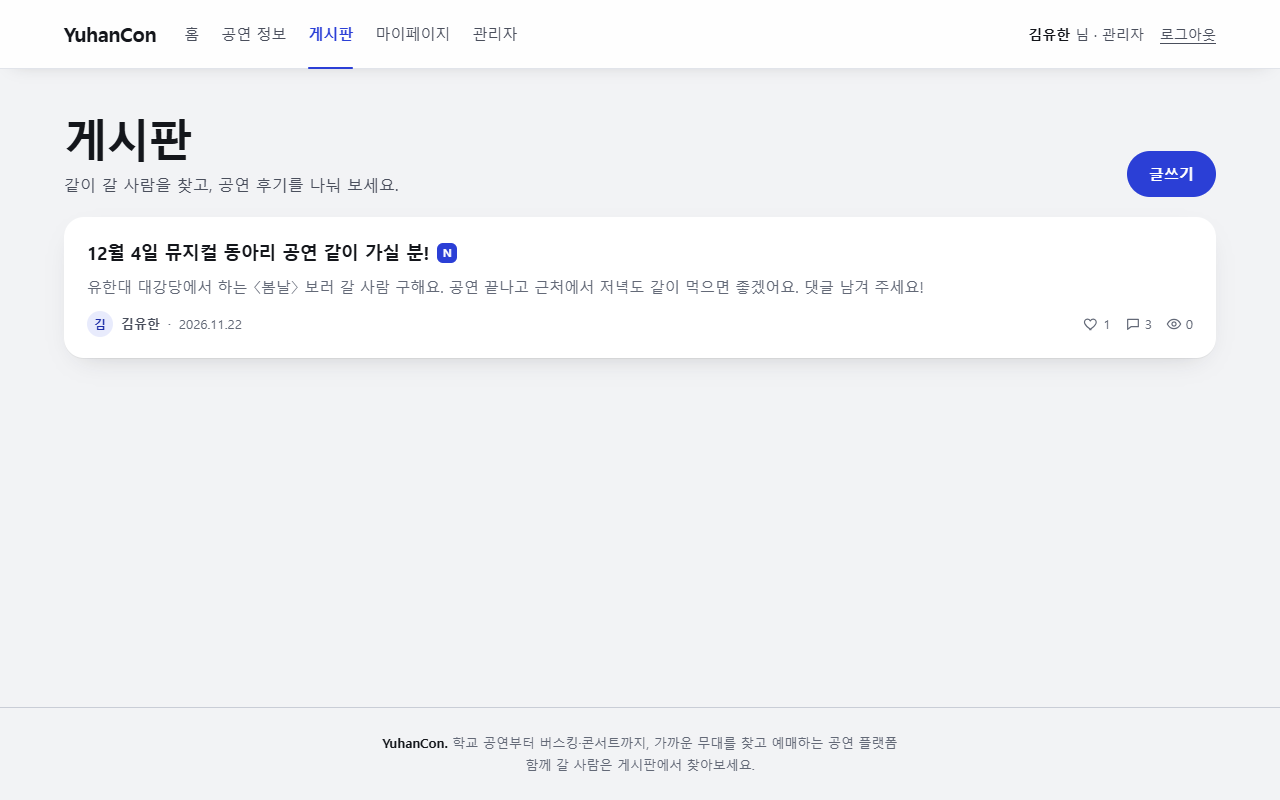 YuhanCon 홈 공연 정보 게시판 마이페이지 관리자 김유한 님 · 관리자 로그아웃
게시판
같이 갈 사람을 찾고, 공연 후기를 나눠 보세요.
글쓰기
12월 4일 뮤지컬 동아리 공연 같이 가실 분! N
유한대 대강당에서 하는 〈봄날〉 보러 갈 사람 구해요. 공연 끝나고 근처에서 저녁도 같이 먹으면 좋겠어요. 댓글 남겨 주세요!
김 김유한 · 2026.11.22 1 3 0
YuhanCon. 학교 공연부터 버스킹·콘서트까지, 가까운 무대를 찾고 예매하는 공연 플랫폼
함께 갈 사람은 게시판에서 찾아보세요.